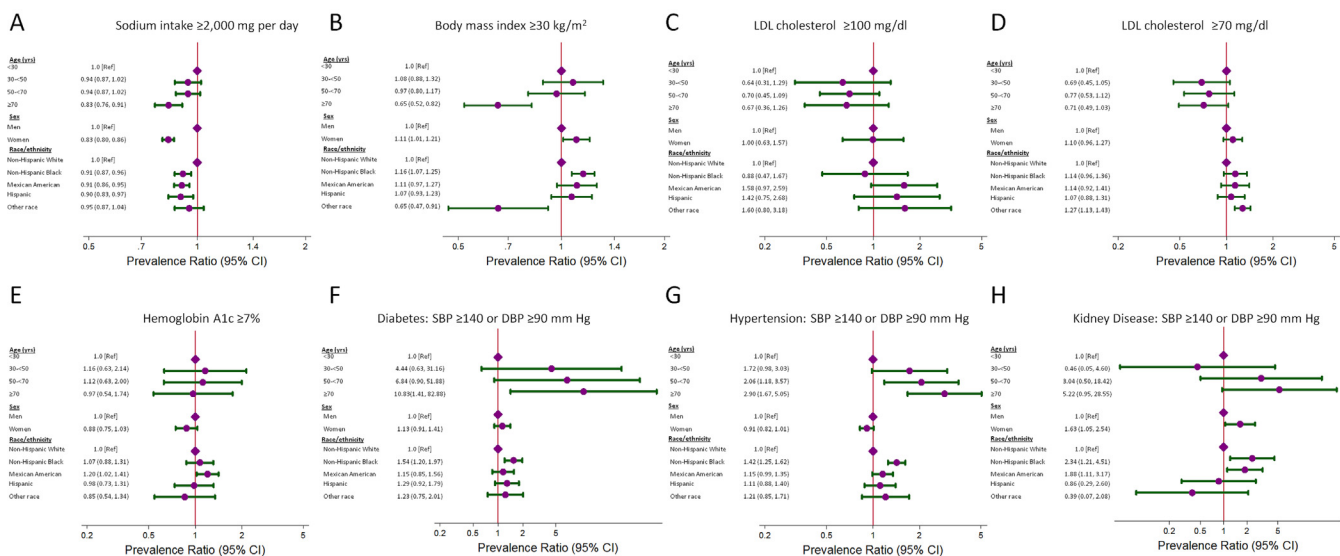 A
Sodium intake ≥2,000 mg per day
Age (yrs)
<30 1.0 [Ref]
30-<50 0.94 (0.87, 1.02)
50-<70 0.94 (0.87, 1.02)
≥70 0.83 (0.76, 0.91)
Sex
Men 1.0 [Ref]
Women 0.83 (0.80, 0.86)
Race/ethnicity
Non-Hispanic White 1.0 [Ref]
Non-Hispanic Black 0.91 (0.87, 0.96)
Mexican American 0.91 (0.86, 0.95)
Hispanic 0.90 (0.83, 0.97)
Other race 0.95 (0.87, 1.04)
0.5 .7 1 1.4 2
Prevalence Ratio (95% CI)
B
Body mass index ≥30 kg/m²
Age (yrs)
<30 1.0 [Ref]
30-<50 1.08 (0.88, 1.32)
50-<70 0.97 (0.80, 1.17)
≥70 0.65 (0.52, 0.82)
Sex
Men 1.0 [Ref]
Women 1.11 (1.01, 1.21)
Race/ethnicity
Non-Hispanic White 1.0 [Ref]
Non-Hispanic Black 1.16 (1.07, 1.25)
Mexican American 1.11 (0.97, 1.27)
Hispanic 1.07 (0.93, 1.23)
Other race 0.65 (0.47, 0.91)
0.5 .7 1 1.4 2
Prevalence Ratio (95% CI)
C
LDL cholesterol ≥100 mg/dl
Age (yrs)
<30 1.0 [Ref]
30-<50 0.64 (0.31, 1.29)
50-<70 0.70 (0.45, 1.09)
≥70 0.67 (0.36, 1.26)
Sex
Men 1.0 [Ref]
Women 1.00 (0.63, 1.57)
Race/ethnicity
Non-Hispanic White 1.0 [Ref]
Non-Hispanic Black 0.88 (0.47, 1.67)
Mexican American 1.58 (0.97, 2.59)
Hispanic 1.42 (0.75, 2.68)
Other race 1.60 (0.80, 3.18)
0.2 0.5 1 2 5
Prevalence Ratio (95% CI)
D
LDL cholesterol ≥70 mg/dl
Age (yrs)
<30 1.0 [Ref]
30-<50 0.69 (0.45, 1.05)
50-<70 0.77 (0.53, 1.12)
≥70 0.71 (0.49, 1.03)
Sex
Men 1.0 [Ref]
Women 1.10 (0.96, 1.27)
Race/ethnicity
Non-Hispanic White 1.0 [Ref]
Non-Hispanic Black 1.14 (0.96, 1.36)
Mexican American 1.14 (0.92, 1.41)
Hispanic 1.07 (0.88, 1.31)
Other race 1.27 (1.13, 1.43)
0.2 0.5 1 2 5
Prevalence Ratio (95% CI)
E
Hemoglobin A1c ≥7%
Age (yrs)
<30 1.0 [Ref]
30-<50 1.16 (0.63, 2.14)
50-<70 1.12 (0.63, 2.00)
≥70 0.97 (0.54, 1.74)
Sex
Men 1.0 [Ref]
Women 0.88 (0.75, 1.03)
Race/ethnicity
Non-Hispanic White 1.0 [Ref]
Non-Hispanic Black 1.07 (0.88, 1.31)
Mexican American 1.20 (1.02, 1.41)
Hispanic 0.98 (0.73, 1.31)
Other race 0.85 (0.54, 1.34)
0.2 0.5 1 2 5
Prevalence Ratio (95% CI)
F
Diabetes: SBP ≥140 or DBP ≥90 mm Hg
Age (yrs)
<30 1.0 [Ref]
30-<50 4.44 (0.63, 31.16)
50-<70 6.84 (0.90, 51.88)
≥70 10.83(1.41, 82.88)
Sex
Men 1.0 [Ref]
Women 1.13 (0.91, 1.41)
Race/ethnicity
Non-Hispanic White 1.0 [Ref]
Non-Hispanic Black 1.54 (1.20, 1.97)
Mexican American 1.15 (0.85, 1.56)
Hispanic 1.29 (0.92, 1.79)
Other race 1.23 (0.75, 2.01)
0.2 0.5 1 2 5
Prevalence Ratio (95% CI)
G
Hypertension: SBP ≥140 or DBP ≥90 mm Hg
Age (yrs)
<30 1.0 [Ref]
30-<50 1.72 (0.98, 3.03)
50-<70 2.06 (1.18, 3.57)
≥70 2.90 (1.67, 5.05)
Sex
Men 1.0 [Ref]
Women 0.91 (0.82, 1.01)
Race/ethnicity
Non-Hispanic White 1.0 [Ref]
Non-Hispanic Black 1.42 (1.25, 1.62)
Mexican American 1.15 (0.99, 1.35)
Hispanic 1.11 (0.88, 1.40)
Other race 1.21 (0.85, 1.71)
0.2 0.5 1 2 5
Prevalence Ratio (95% CI)
H
Kidney Disease: SBP ≥140 or DBP ≥90 mm Hg
Age (yrs)
<30 1.0 [Ref]
30-<50 0.46 (0.05, 4.60)
50-<70 3.04 (0.50, 18.42)
≥70 5.22 (0.95, 28.55)
Sex
Men 1.0 [Ref]
Women 1.63 (1.05, 2.54)
Race/ethnicity
Non-Hispanic White 1.0 [Ref]
Non-Hispanic Black 2.34 (1.21, 4.51)
Mexican American 1.88 (1.11, 3.17)
Hispanic 0.86 (0.29, 2.60)
Other race 0.39 (0.07, 2.08)
0.2 0.5 1 2 5
Prevalence Ratio (95% CI)